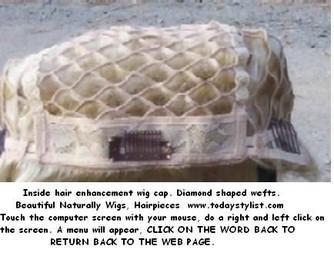 Inside hair enhancement wig cap. Diamond shaped wefts.
Beautiful Naturally Wigs, Hairpieces www.todaystylist.com
Touch the computer screen with your mouse, do a right and left click on
the screen. A menu will appear, CLICK ON THE WORD BACK TO
RETURN BACK TO THE WEB PAGE.